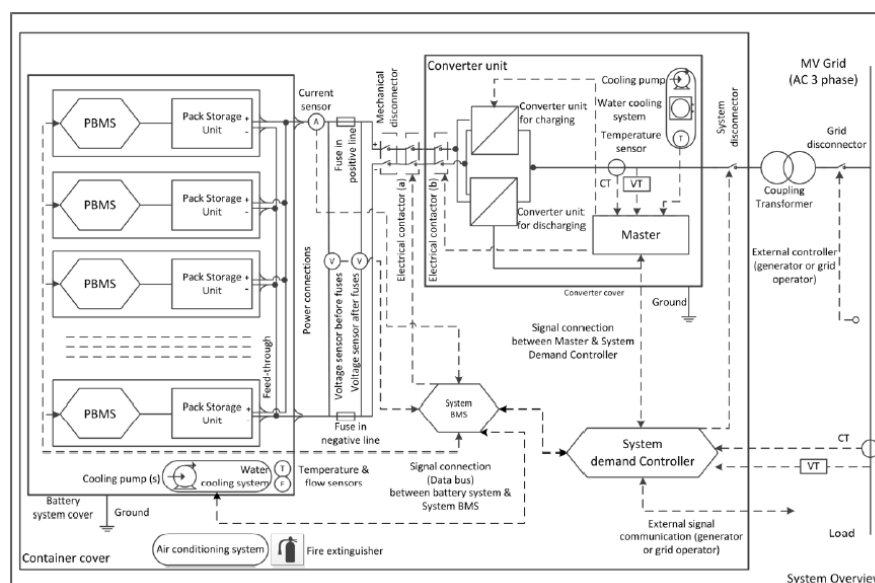 PBMS
Pack Storage
Unit
+
-
PBMS
Pack Storage
Unit
+
-
PBMS
Pack Storage
Unit
+
-
PBMS
Pack Storage
Unit
+
-
Feed-through
Power connections
Current
sensor
A
Fuse in
positive line
V
V
Voltage sensor before fuses
Voltage sensor after fuses
Fuse in
negative line
Mechanical
disconnector
+
-
Electrical contactor (a)
Electrical contactor (b)
Converter unit
Converter unit
for charging
Converter unit
for discharging
Cooling pump
Water cooling
system
Temperature
sensor
T
CT
VT
Master
Converter cover
Ground
System
disconnector
MV Grid
(AC 3 phase)
Grid
disconnector
Coupling
Transformer
External controller
(generator or grid
operator)
Signal connection
between Master & System
Demand Controller
System
BMS
System
demand Controller
CT
VT
Load
Signal connection
(Data bus)
between battery system &
System BMS
External signal
communication (generator
or grid operator)
Cooling pump (s)
Water
cooling system
T
F
Temperature &
flow sensors
Battery
system cover
Ground
Container cover
Air conditioning system
Fire extinguisher
System Overview